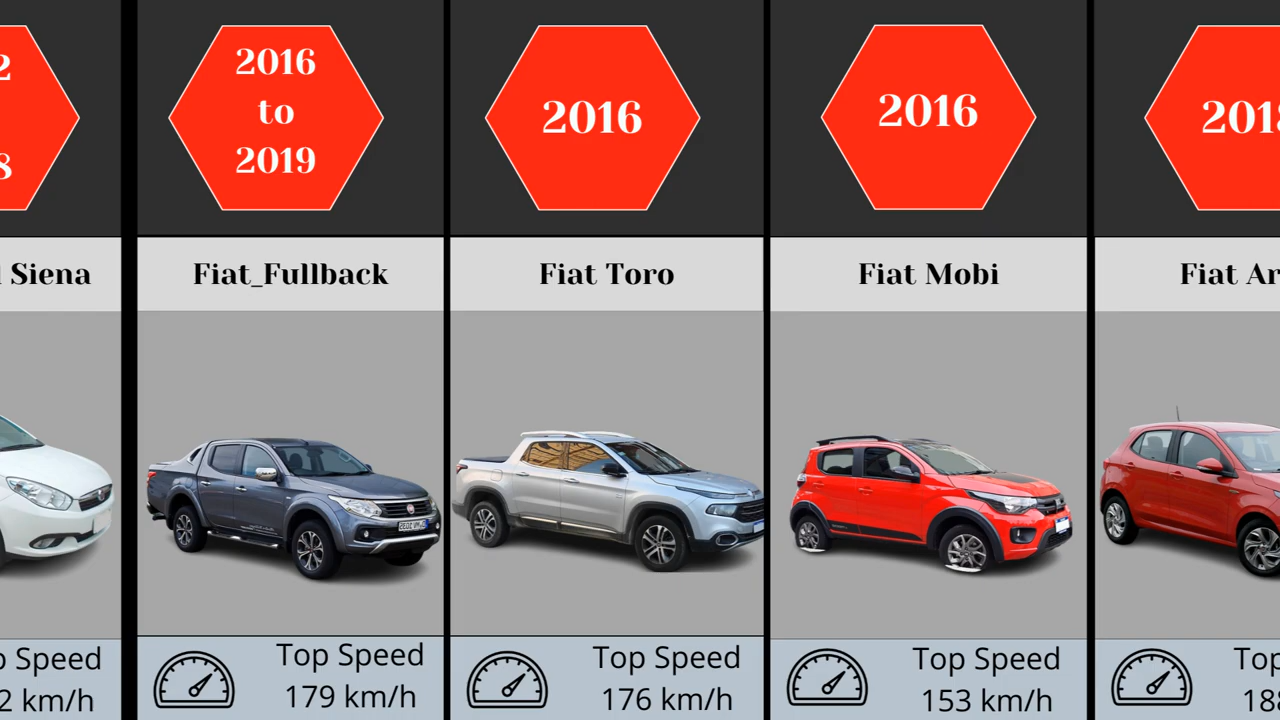 2016
to
2019
2016
2016
Siena
Fiat_Fullback
Fiat Toro
Fiat Mobi
Fiat
Speed
km/h
Top Speed
179 km/h
Top Speed
176 km/h
Top Speed
153 km/h